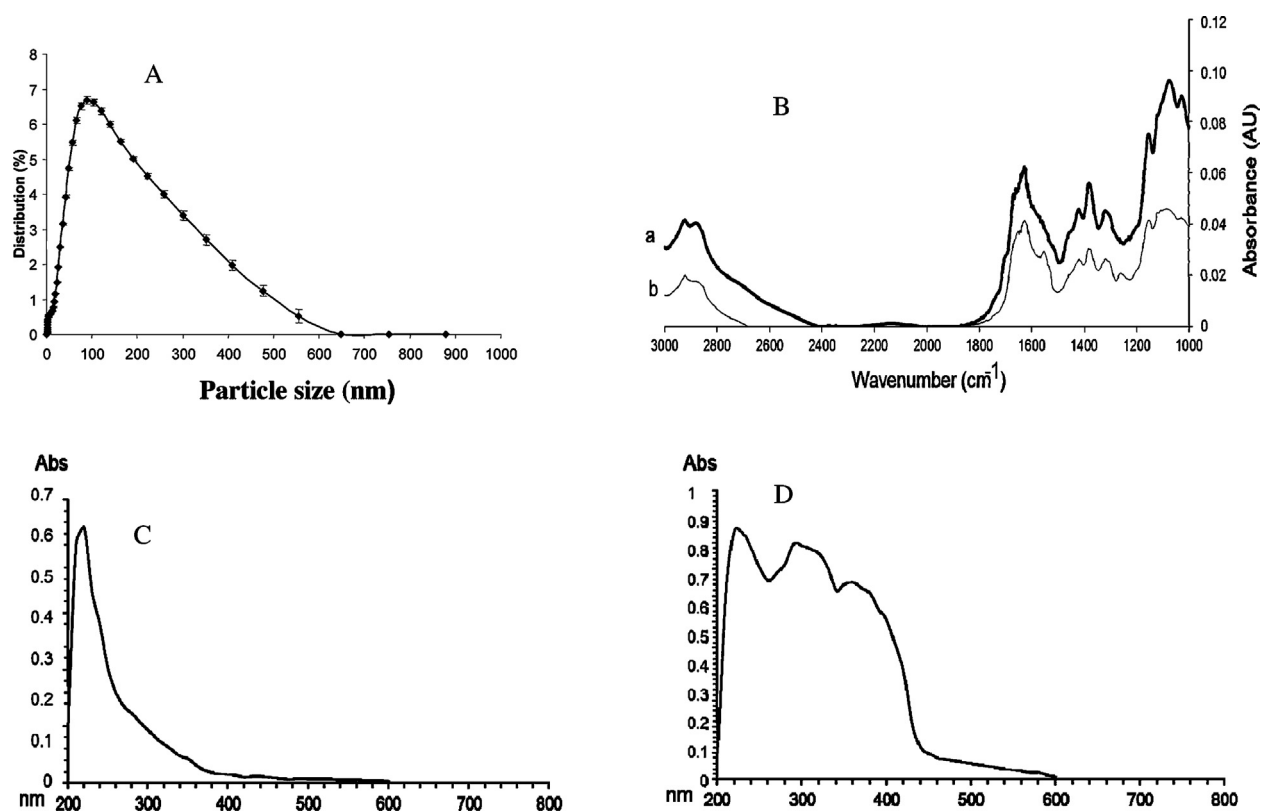 A
Distribution (%)
8
7
6
5
4
3
2
1
0
0 100 200 300 400 500 600 700 800 900 1000
Particle size (nm)
B
a
b
0.12
0.10
0.08
0.06
0.04
0.02
0
Absorbance (AU)
3000 2800 2600 2400 2200 2000 1800 1600 1400 1200 1000
Wavenumber (cm-1)
Abs
C
0.7
0.6
0.5
0.4
0.3
0.2
0.1
0
nm
200 300 400 500 600 700 800
Abs
D
1
0.9
0.8
0.7
0.6
0.5
0.4
0.3
0.2
0.1
0
nm
200 300 400 500 600 700 800